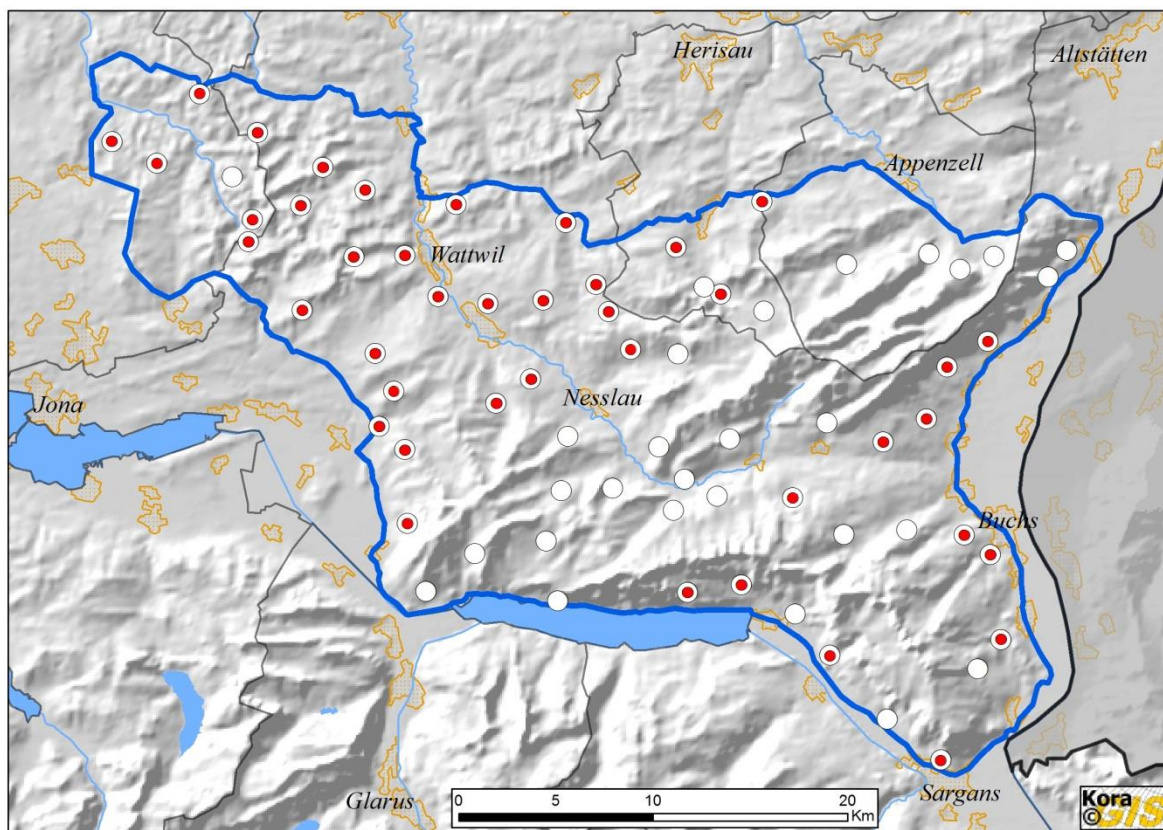 Herisau
Altstätten
Appenzell
Wattwil
Jona
Nesslau
Buchs
Glarus
Sargans
0 5 10 20
Km
Kora
© GIS